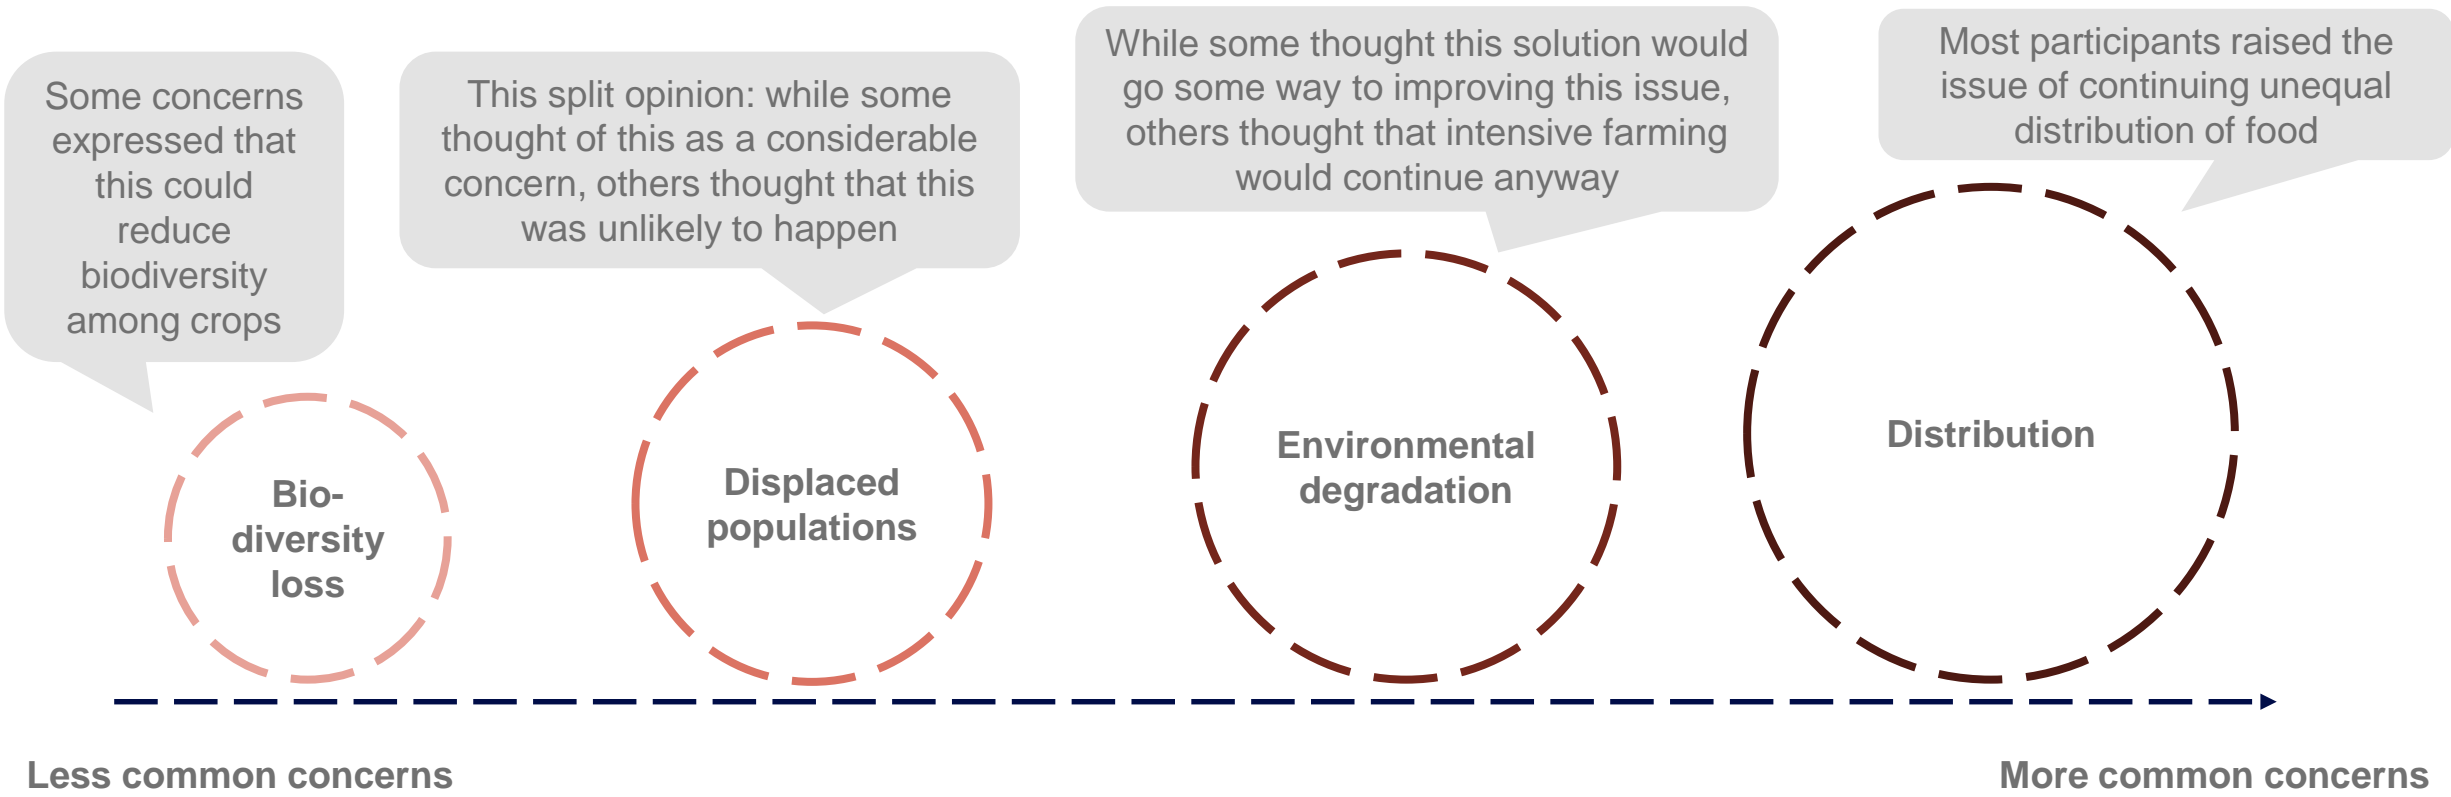 Some concerns
expressed that
this could
reduce
biodiversity
among crops
This split opinion: while some
thought of this as a considerable
concern, others thought that this
was unlikely to happen
While some thought this solution would
go some way to improving this issue,
others thought that intensive farming
would continue anyway
Most participants raised the
issue of continuing unequal
distribution of food
Bio-
diversity
loss
Displaced
populations
Environmental
degradation
Distribution
Less common concerns
More common concerns